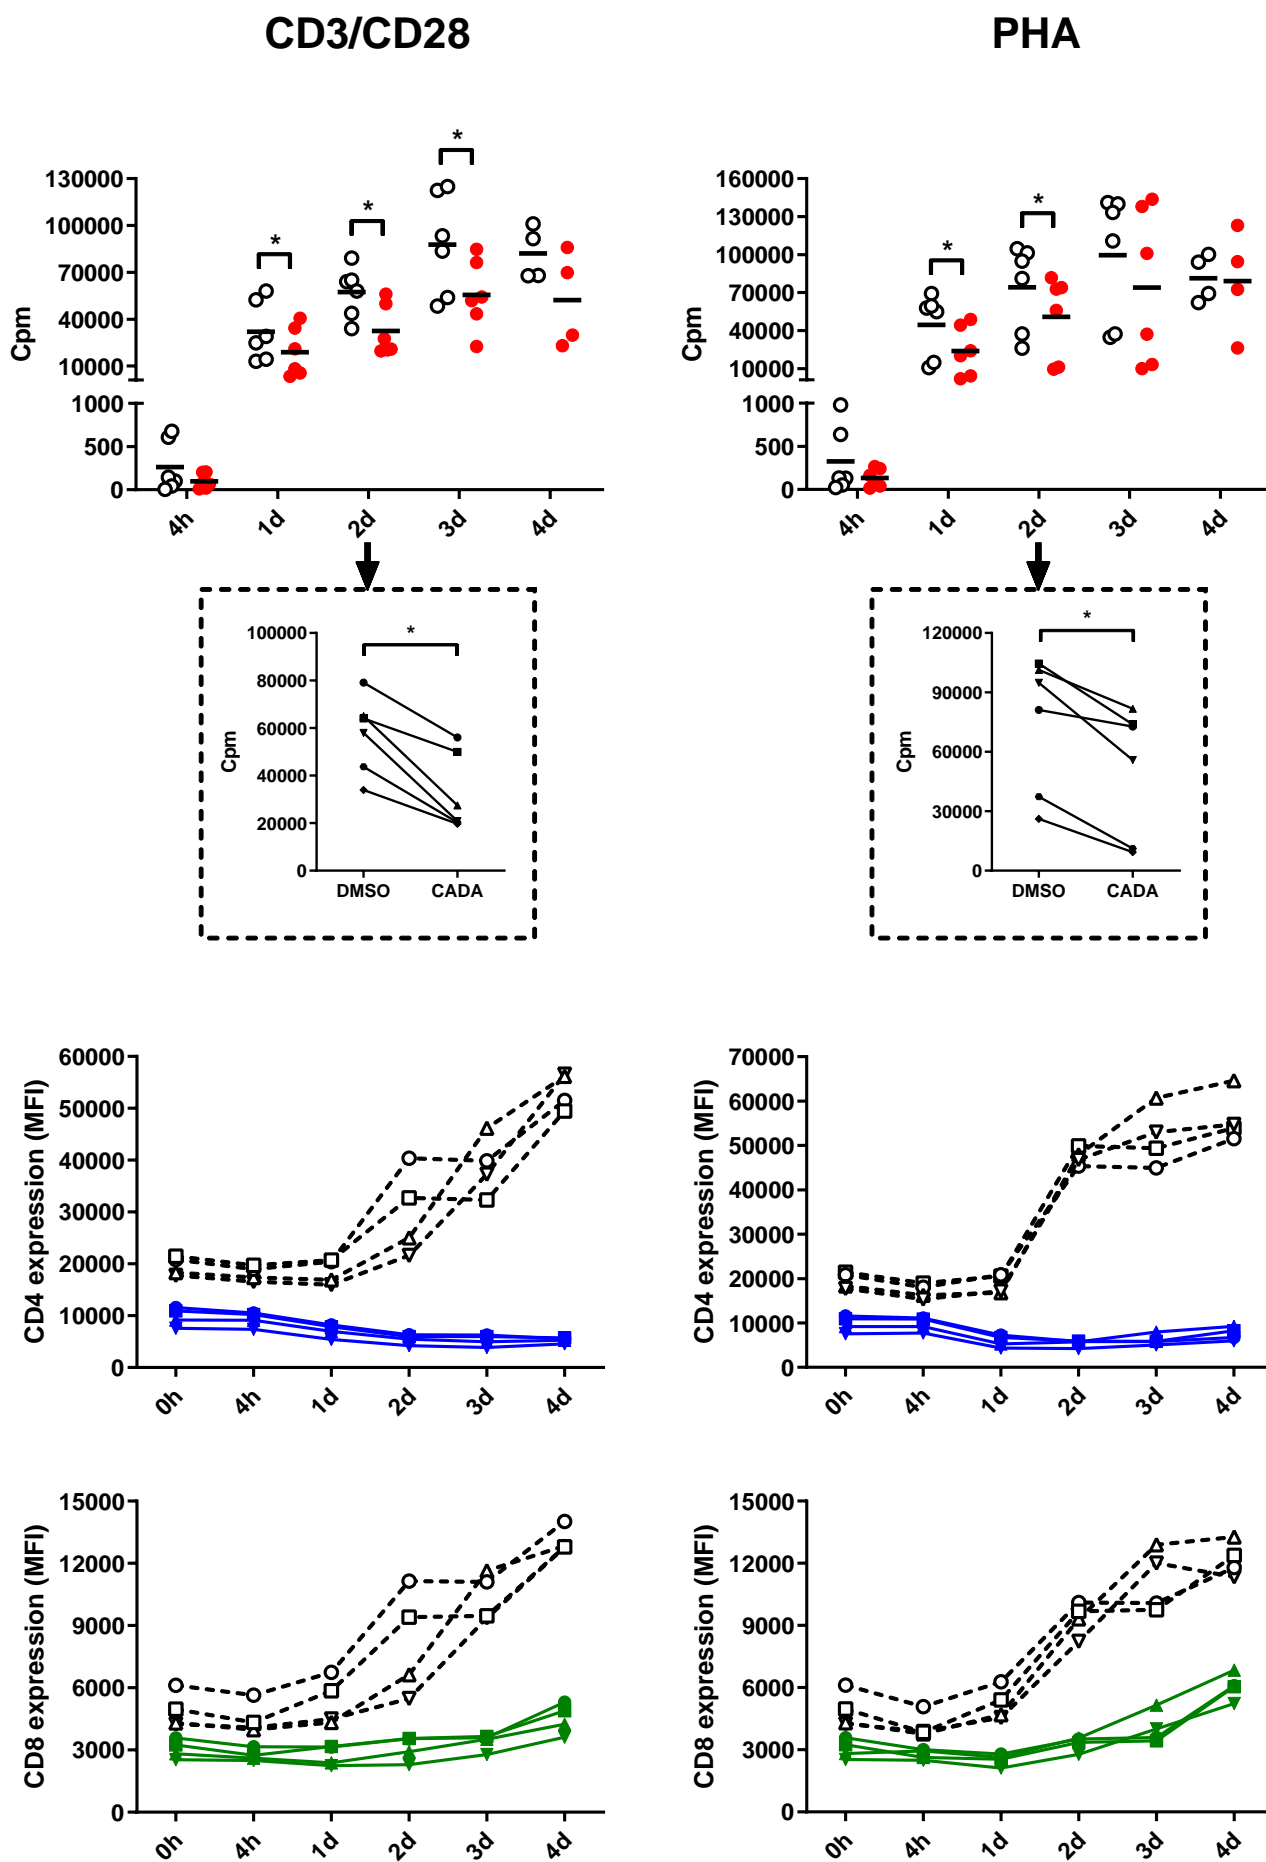 CD3/CD28
PHA
*
*
*
130000
100000
70000
40000
10000
1000
500
0
Cpm
4h
1d
2d
3d
4d
*
*
160000
130000
100000
70000
40000
10000
1000
500
0
Cpm
4h
1d
2d
3d
4d
*
100000
80000
60000
40000
20000
0
Cpm
DMSO
CADA
*
120000
90000
60000
30000
0
Cpm
DMSO
CADA
60000
50000
40000
30000
20000
10000
0
CD4 expression (MFI)
0h
4h
1d
2d
3d
4d
70000
60000
50000
40000
30000
20000
10000
0
CD4 expression (MFI)
0h
4h
1d
2d
3d
4d
15000
12000
9000
6000
3000
0
CD8 expression (MFI)
0h
4h
1d
2d
3d
4d
15000
12000
9000
6000
3000
0
CD8 expression (MFI)
0h
4h
1d
2d
3d
4d